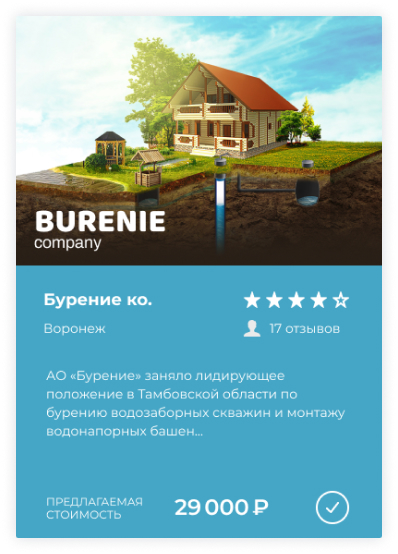 BURENIE
company
Бурение ко.
Воронеж
17 отзывов
АО «Бурение» заняло лидирующее
положение в Тамбовской области по
бурению водозаборных скважин и монтажу
водонапорных башен...
ПРЕДЛАГАЕМАЯ
СТОИМОСТЬ
29 000 ₽